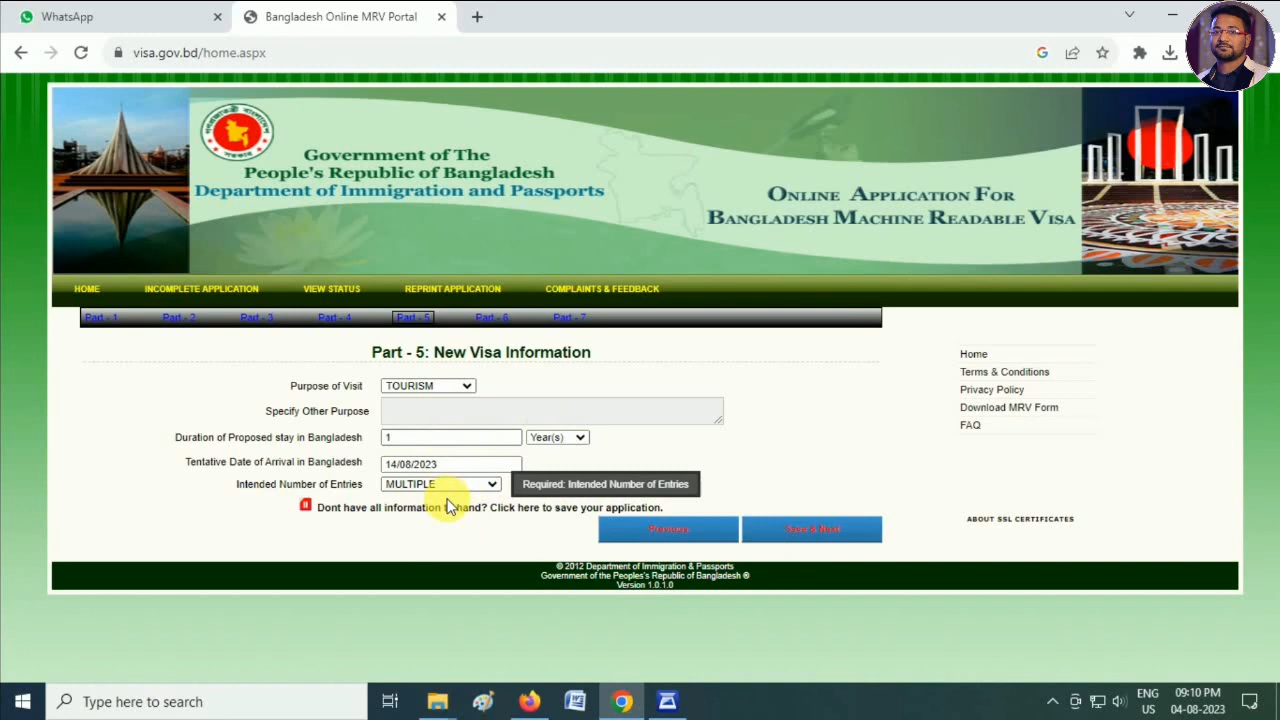 WhatsApp
Bangladesh Online MRV Portal
visa.gov.bd/home.aspx
Government of The
People's Republic of Bangladesh
Department of Immigration and Passports
Online Application For
Bangladesh Machine Readable Visa
HOME INCOMPLETE APPLICATION VIEW STATUS REPRINT APPLICATION COMPLAINTS & FEEDBACK
Part - 1 Part - 2 Part - 3 Part - 4 Part - 5 Part - 6 Part - 7
Part - 5: New Visa Information
Purpose of Visit TOURISM
Specify Other Purpose
Duration of Proposed stay in Bangladesh 1 Year(s)
Tentative Date of Arrival in Bangladesh 14/08/2023
Intended Number of Entries MULTIPLE Required: Intended Number of Entries
Dont have all information hand? Click here to save your application.
Previous Save & Next
Home
Terms & Conditions
Privacy Policy
Download MRV Form
FAQ
ABOUT SSL CERTIFICATES
© 2012 Department of Immigration & Passports
Government of the Peoples's Republic of Bangladesh ®
Version 1.0.1.0
Type here to search
ENG
US
09:10 PM
04-08-2023